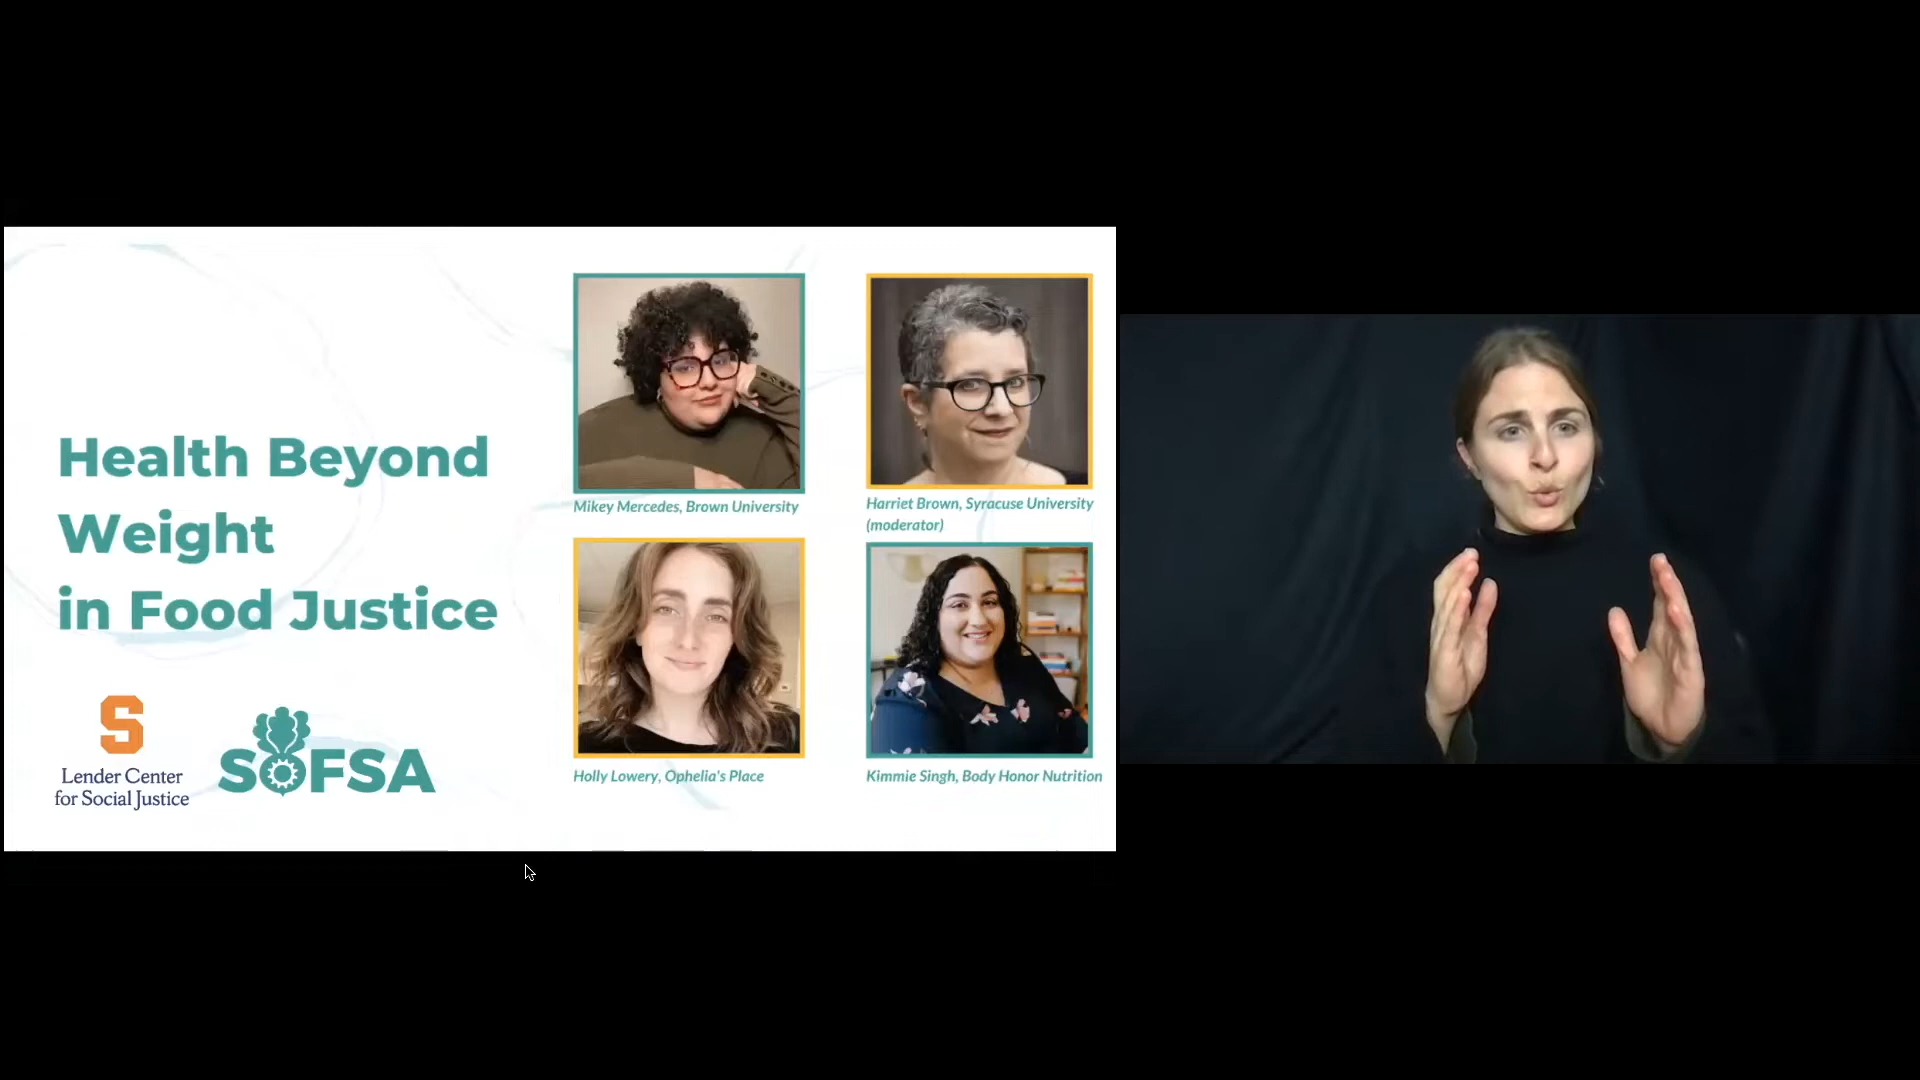 Health Beyond
Weight
in Food Justice
S
Lender Center
for Social Justice
SOFSA
Mikey Mercedes, Brown University
Harriet Brown, Syracuse University
(moderator)
Holly Lowery, Ophelia's Place
Kimmie Singh, Body Honor Nutrition